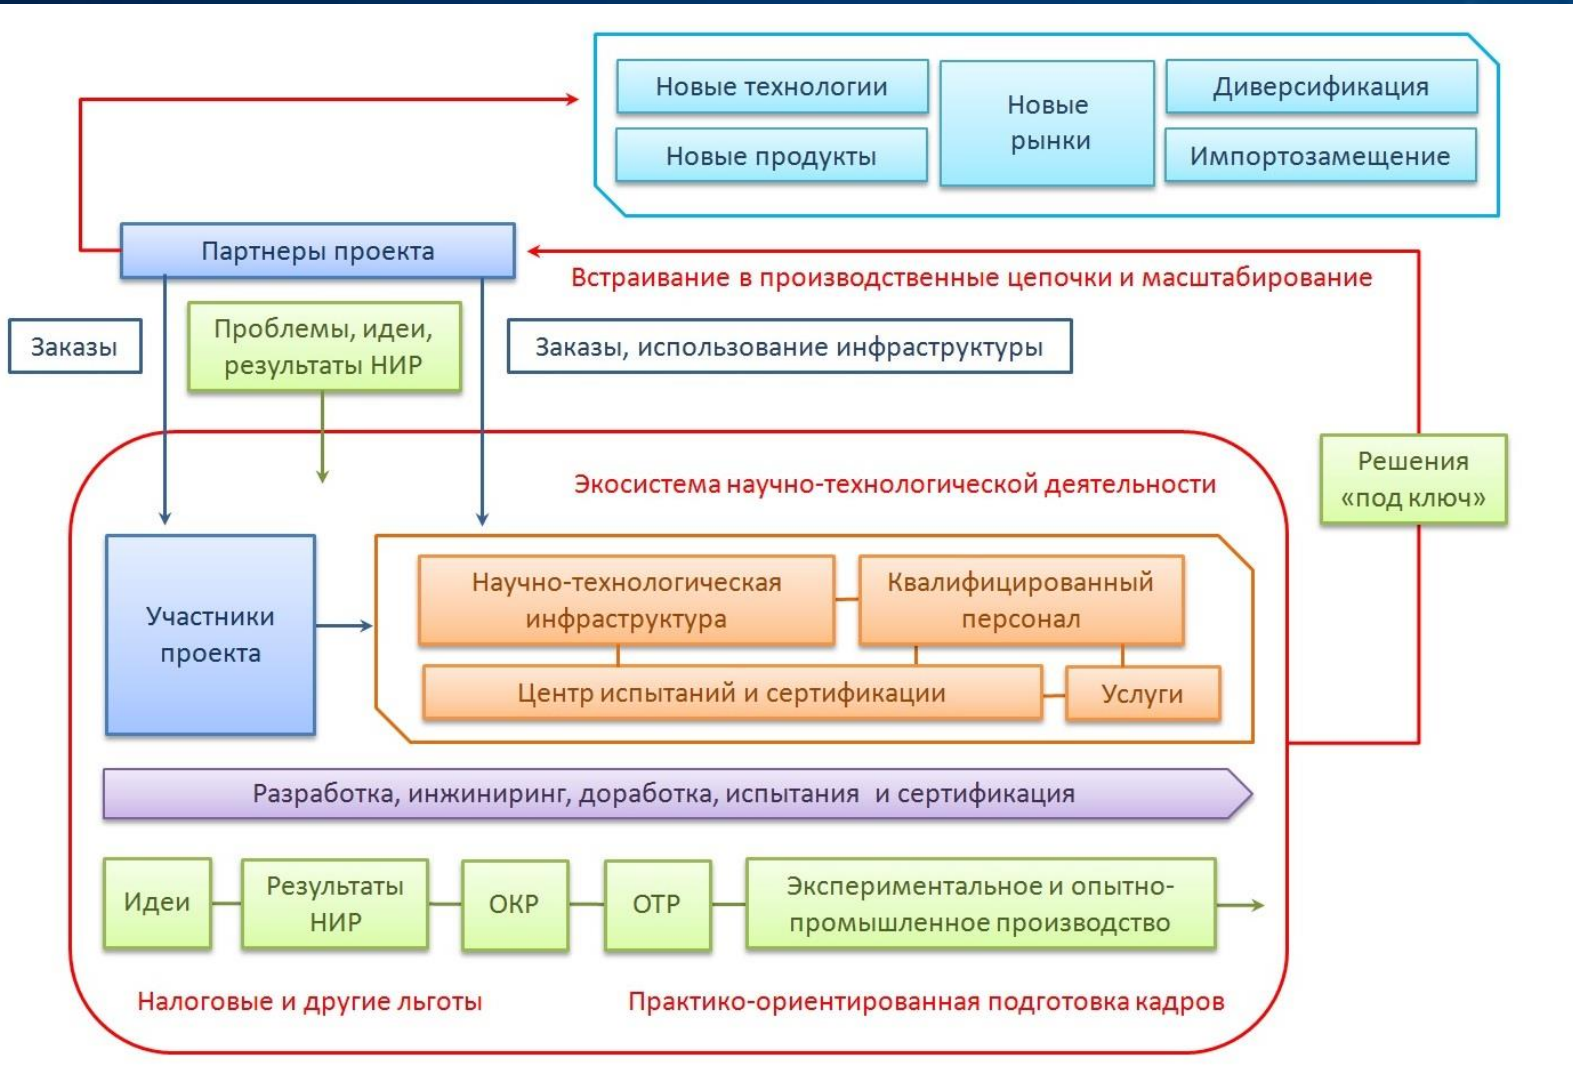 Новые технологии
Новые продукты
Новые
рынки
Диверсификация
Импортозамещение
Партнеры проекта
Встраивание в производственные цепочки и масштабирование
Заказы
Проблемы, идеи,
результаты НИР
Заказы, использование инфраструктуры
Решения
«под ключ»
Экосистема научно-технологической деятельности
Участники
проекта
Научно-технологическая
инфраструктура
Квалифицированный
персонал
Центр испытаний и сертификации
Услуги
Разработка, инжиниринг, доработка, испытания и сертификация
Идеи
Результаты
НИР
ОКР
ОТР
Экспериментальное и опытно-
промышленное производство
Налоговые и другие льготы
Практико-ориентированная подготовка кадров